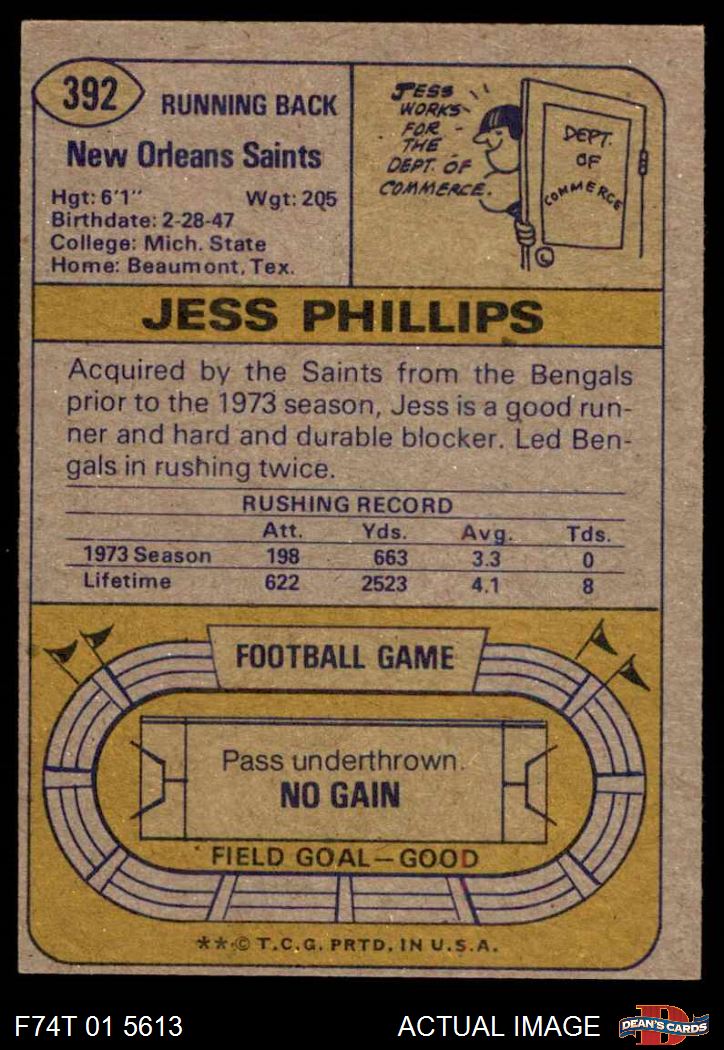 392
RUNNING BACK
New Orleans Saints
Hgt: 6'1" Wgt: 205
Birthdate: 2-28-47
College: Mich. State
Home: Beaumont, Tex.
JESS
WORKS
FOR
THE
DEPT. OF
COMMERCE.
DEPT.
OF
COMMERCE
JESS PHILLIPS
Acquired by the Saints from the Bengals
prior to the 1973 season, Jess is a good run-
ner and hard and durable blocker. Led Ben-
gals in rushing twice.
RUSHING RECORD
Att. Yds. Avg. Tds.
1973 Season 198 663 3.3 0
Lifetime 622 2523 4.1 8
FOOTBALL GAME
Pass underthrown.
NO GAIN
FIELD GOAL—GOOD
**© T.C.G. PRTD. IN U.S.A.
F74T 01 5613 ACTUAL IMAGE
D
DEAN'S CARDS